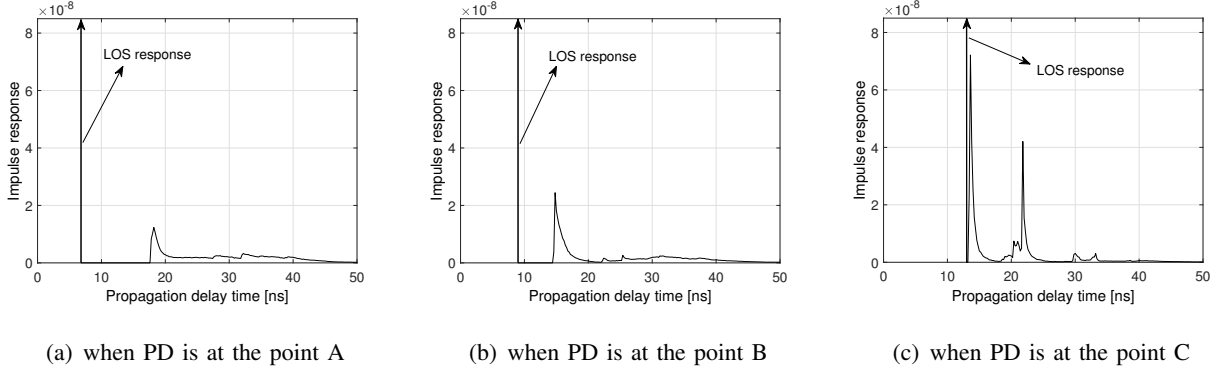 ×10⁻⁸
8
6
4
2
0
Impulse response
LOS response
0 10 20 30 40 50
Propagation delay time [ns]
(a) when PD is at the point A
×10⁻⁸
8
6
4
2
0
Impulse response
LOS response
0 10 20 30 40 50
Propagation delay time [ns]
(b) when PD is at the point B
×10⁻⁸
8
6
4
2
0
Impulse response
LOS response
0 10 20 30 40 50
Propagation delay time [ns]
(c) when PD is at the point C